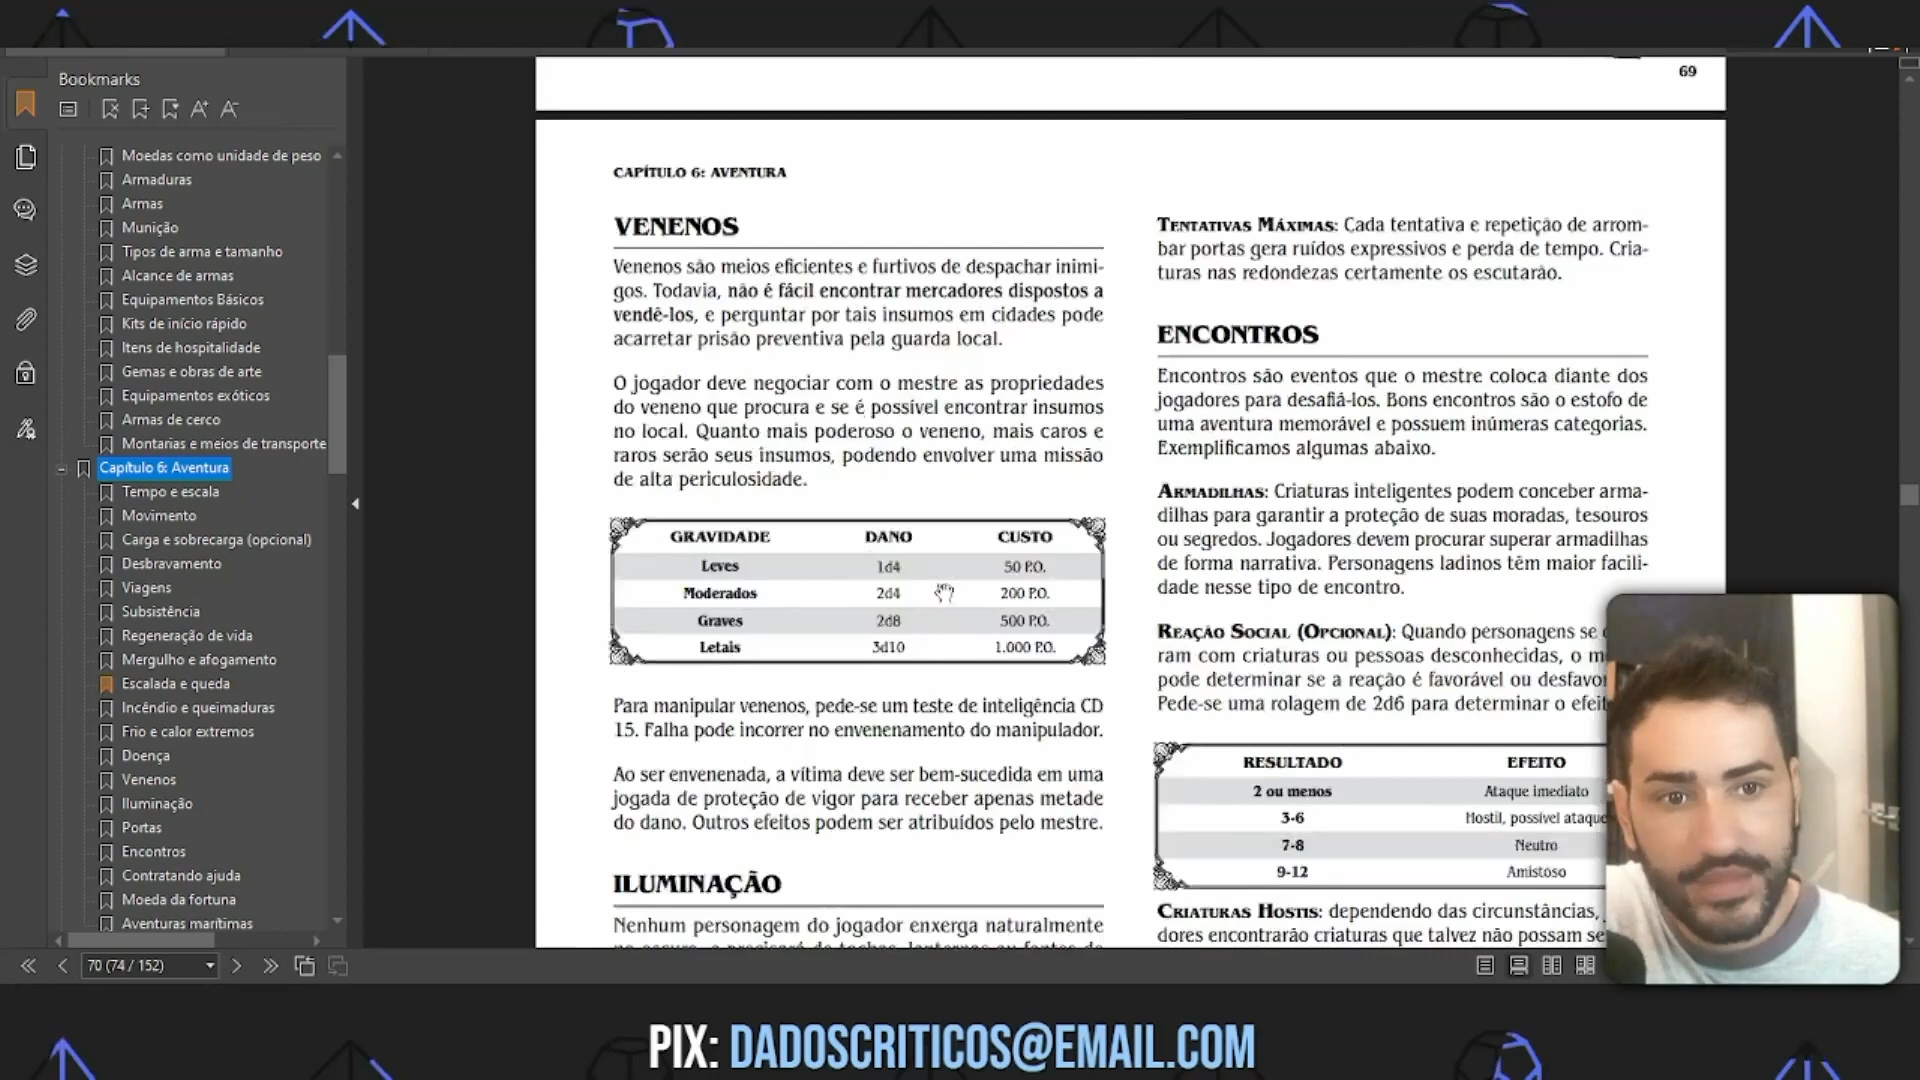 Bookmarks
Moedas como unidade de peso
Armaduras
Armas
Munição
Tipos de arma e tamanho
Alcance de armas
Equipamentos Básicos
Kits de início rápido
Itens de hospitalidade
Gemas e obras de arte
Equipamentos exóticos
Armas de cerco
Montarias e meios de transporte
Capítulo 6: Aventura
Tempo e escala
Movimento
Carga e sobrecarga (opcional)
Desbravamento
Viagens
Subsistência
Regeneração de vida
Mergulho e afogamento
Escalada e queda
Incêndio e queimaduras
Frio e calor extremos
Doença
Venenos
Iluminação
Portas
Encontros
Contratando ajuda
Moeda da fortuna
Aventuras marítimas
70 (74 / 152)
69
CAPÍTULO 6: AVENTURA
VENENOS
Venenos são meios eficientes e furtivos de despachar inimi-
gos. Todavia, não é fácil encontrar mercadores dispostos a
vendê-los, e perguntar por tais insumos em cidades pode
acarretar prisão preventiva pela guarda local.
O jogador deve negociar com o mestre as propriedades
do veneno que procura e se é possível encontrar insumos
no local. Quanto mais poderoso o veneno, mais caros e
raros serão seus insumos, podendo envolver uma missão
de alta periculosidade.
GRAVIDADE DANO CUSTO
Leves 1d4 50 P.O.
Moderados 2d4 200 P.O.
Graves 2d8 500 P.O.
Letais 3d10 1.000 P.O.
Para manipular venenos, pede-se um teste de inteligência CD
15. Falha pode incorrer no envenenamento do manipulador.
Ao ser envenenada, a vítima deve ser bem-sucedida em uma
jogada de proteção de vigor para receber apenas metade
do dano. Outros efeitos podem ser atribuídos pelo mestre.
ILUMINAÇÃO
Nenhum personagem do jogador enxerga naturalmente
no escuro, e precisará de tochas, lanternas ou fontes de
TENTATIVAS MÁXIMAS: Cada tentativa e repetição de arrom-
bar portas gera ruídos expressivos e perda de tempo. Cria-
turas nas redondezas certamente os escutarão.
ENCONTROS
Encontros são eventos que o mestre coloca diante dos
jogadores para desafiá-los. Bons encontros são o estofo de
uma aventura memorável e possuem inúmeras categorias.
Exemplificamos algumas abaixo.
ARMADILHAS: Criaturas inteligentes podem conceber arma-
dilhas para garantir a proteção de suas moradas, tesouros
ou segredos. Jogadores devem procurar superar armadilhas
de forma narrativa. Personagens ladinos têm maior facili-
dade nesse tipo de encontro.
REAÇÃO SOCIAL (OPCIONAL): Quando personagens se
ram com criaturas ou pessoas desconhecidas, o
pode determinar se a reação é favorável ou
Pede-se uma rolagem de 2d6 para determinar o
RESULTADO EFEITO
2 ou menos Ataque imediato
3-6 Hostil, possível ataque
7-8 Neutro
9-12 Amistoso
CRIATURAS HOSTIS: dependendo das circunstâncias,
dores encontrarão criaturas que talvez não possam
PIX: DADOSCRITICOS@EMAIL.COM